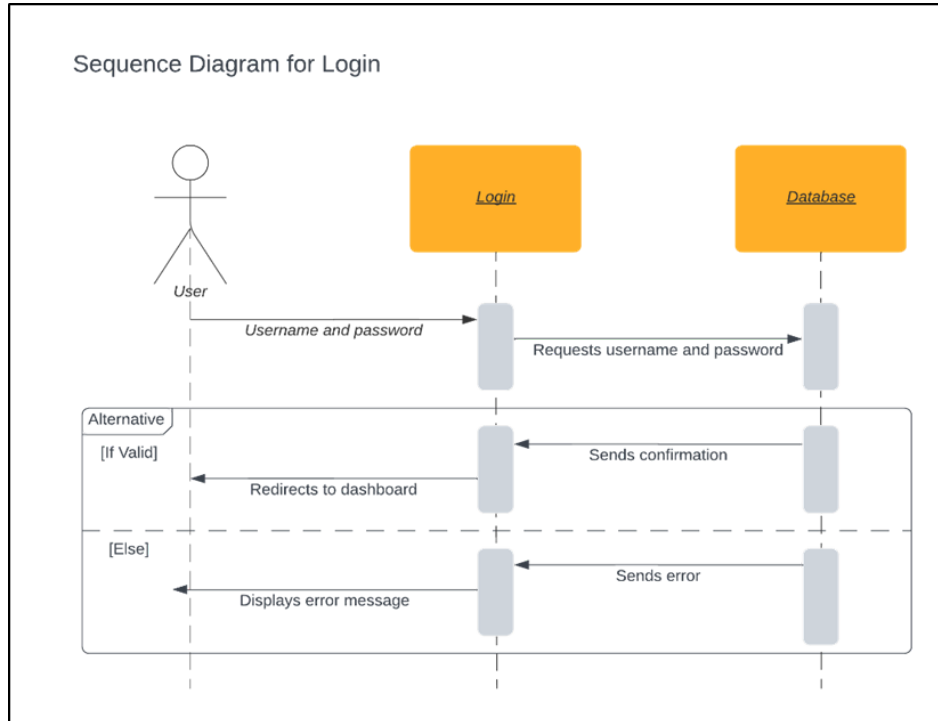 Sequence Diagram for Login
Login
Database
User
Username and password
Requests username and password
Alternative
[If Valid]
Sends confirmation
Redirects to dashboard
[Else]
Sends error
Displays error message